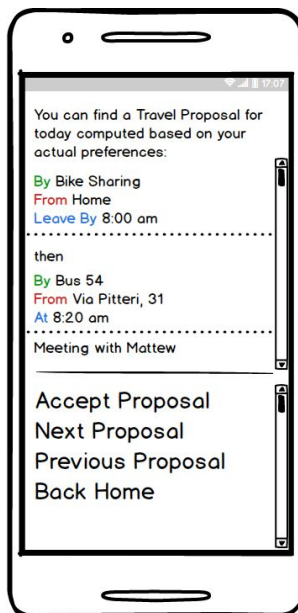 17:07
You can find a Travel Proposal for
today computed based on your
actual preferences:
By Bike Sharing
From Home
Leave By 8:00 am
then
By Bus 54
From Via Pitteri, 31
At 8:20 am
Meeting with Mattew
Accept Proposal
Next Proposal
Previous Proposal
Back Home